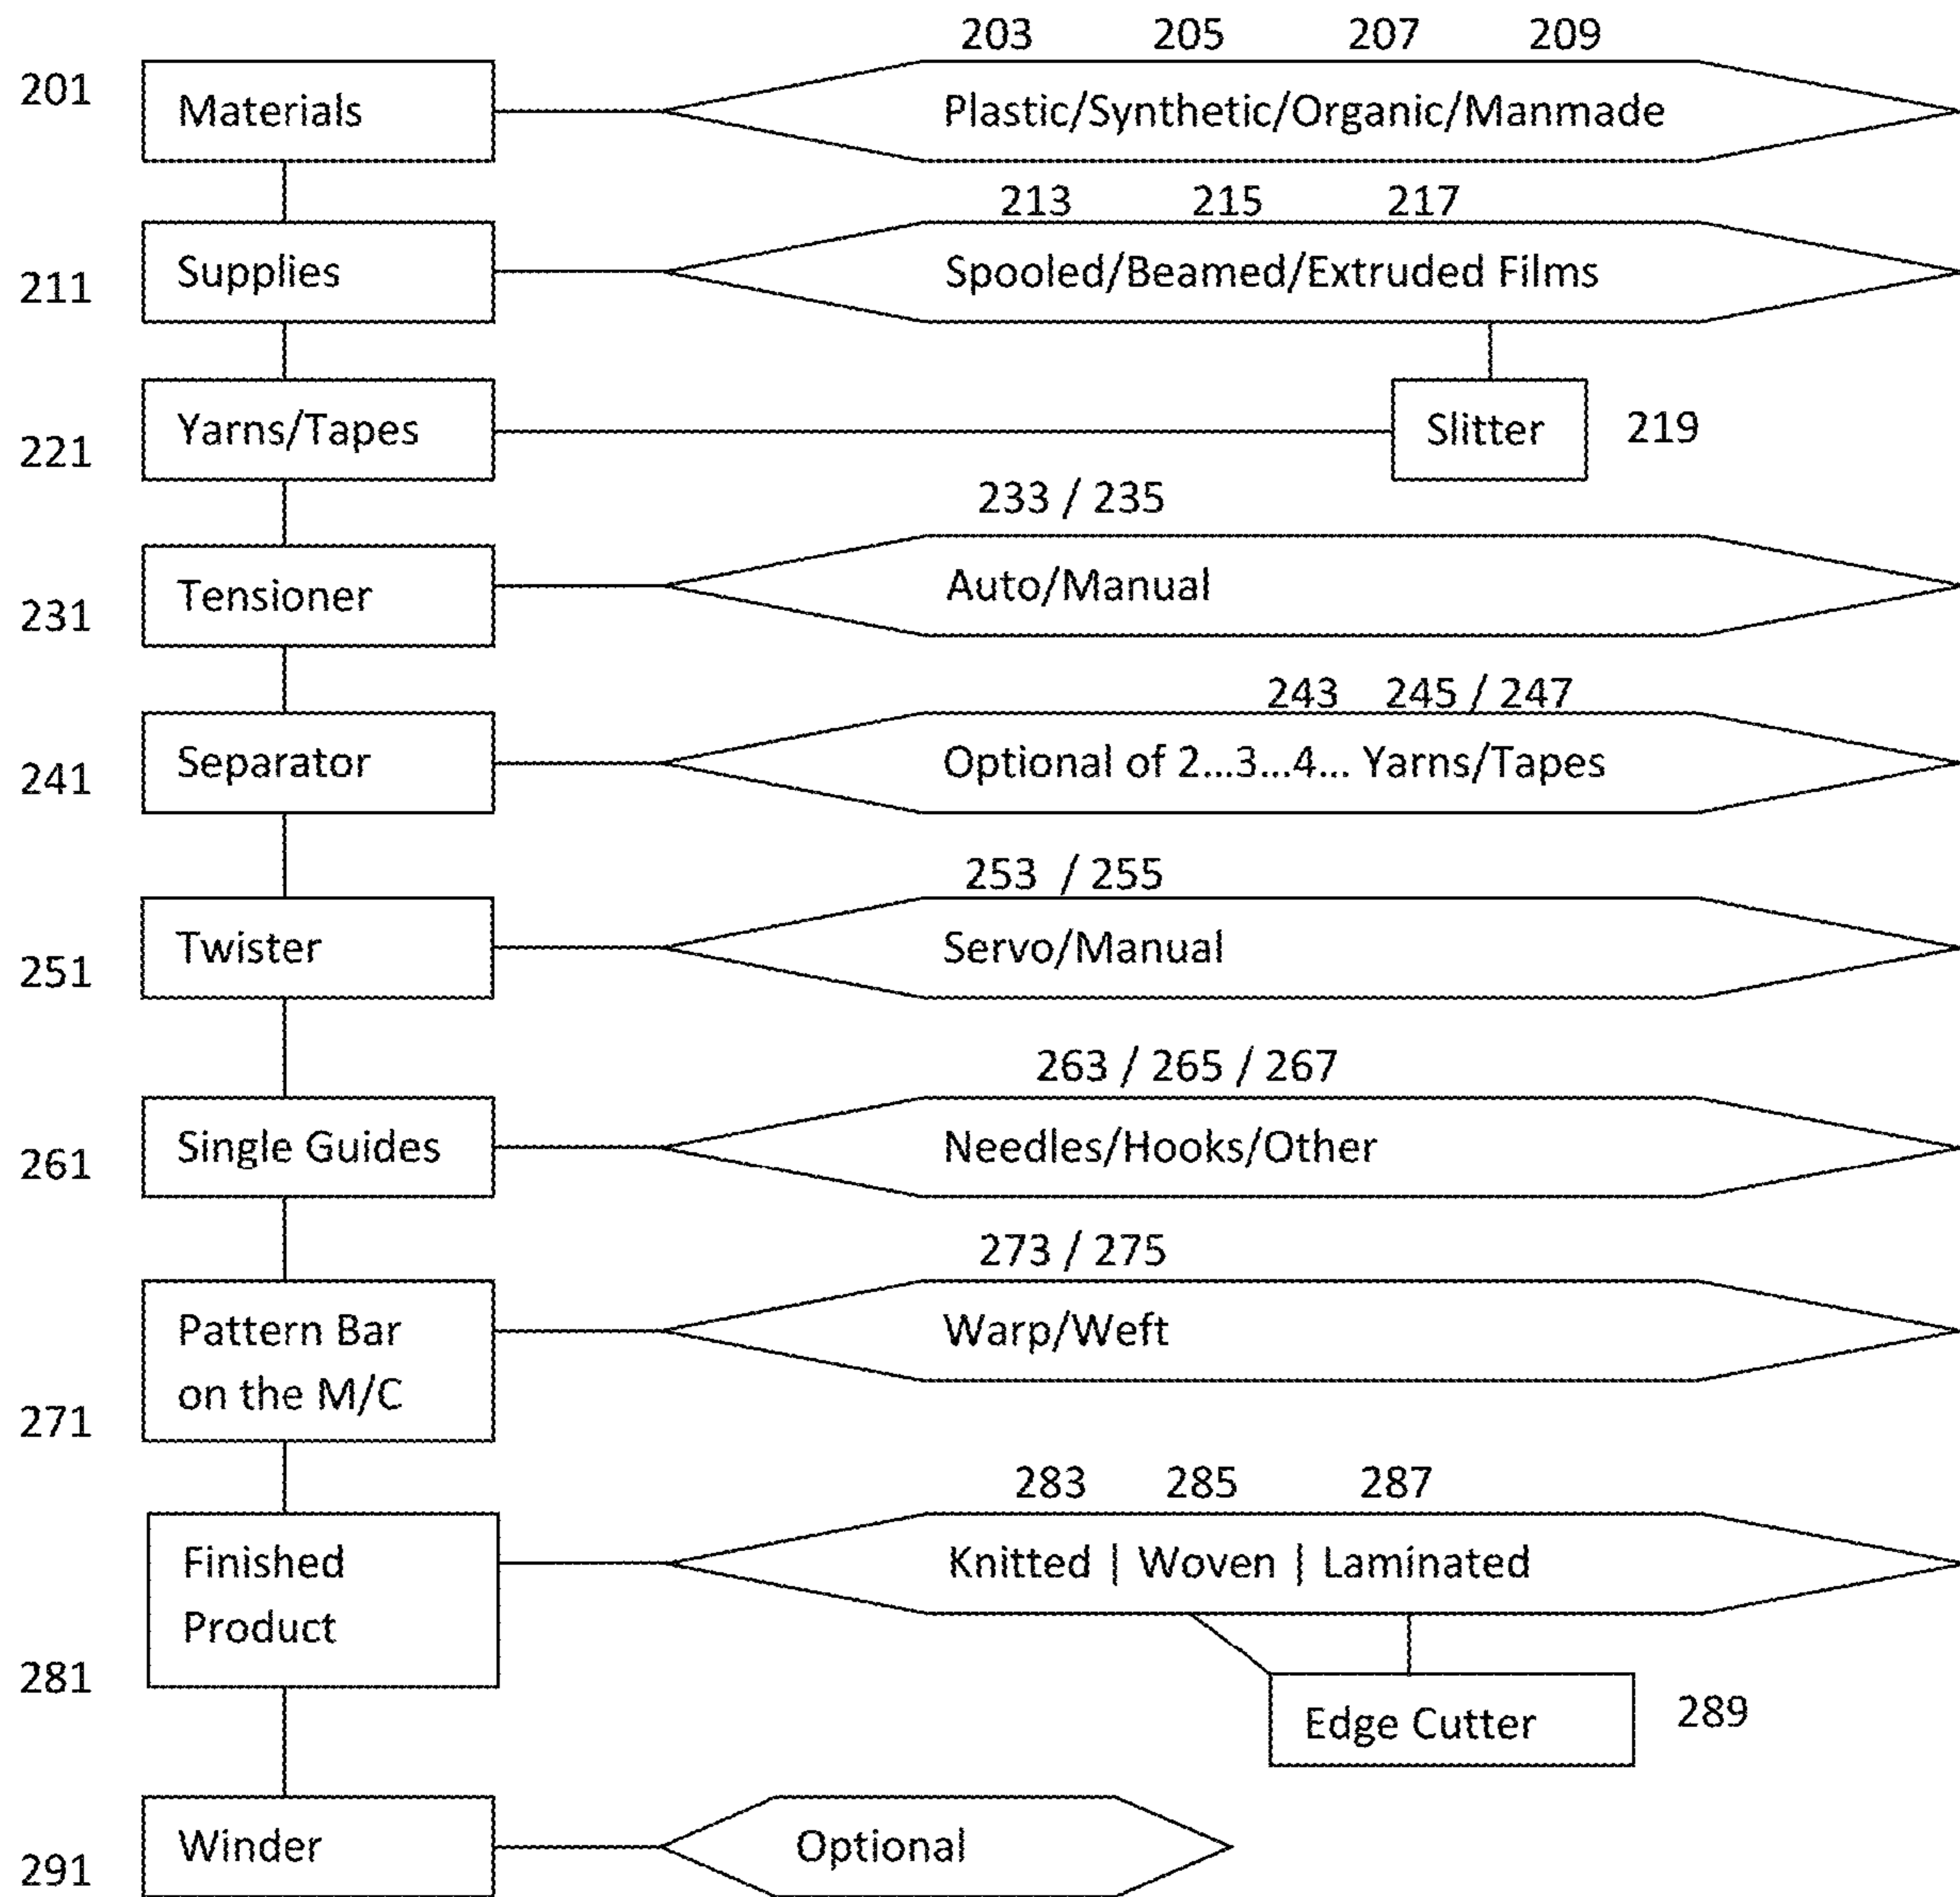 203 205 207 209
201 Materials Plastic/Synthetic/Organic/Manmade
213 215 217
211 Supplies Spooled/Beamed/Extruded Films
221 Yarns/Tapes Slitter 219
233 / 235
231 Tensioner Auto/Manual
243 245 / 247
241 Separator Optional of 2...3...4... Yarns/Tapes
253 / 255
251 Twister Servo/Manual
263 / 265 / 267
261 Single Guides Needles/Hooks/Other
273 / 275
Pattern Bar Warp/Weft
on the M/C
271
283 285 287
Finished Knitted | Woven | Laminated
Product
281
Edge Cutter 289
291 Winder Optional